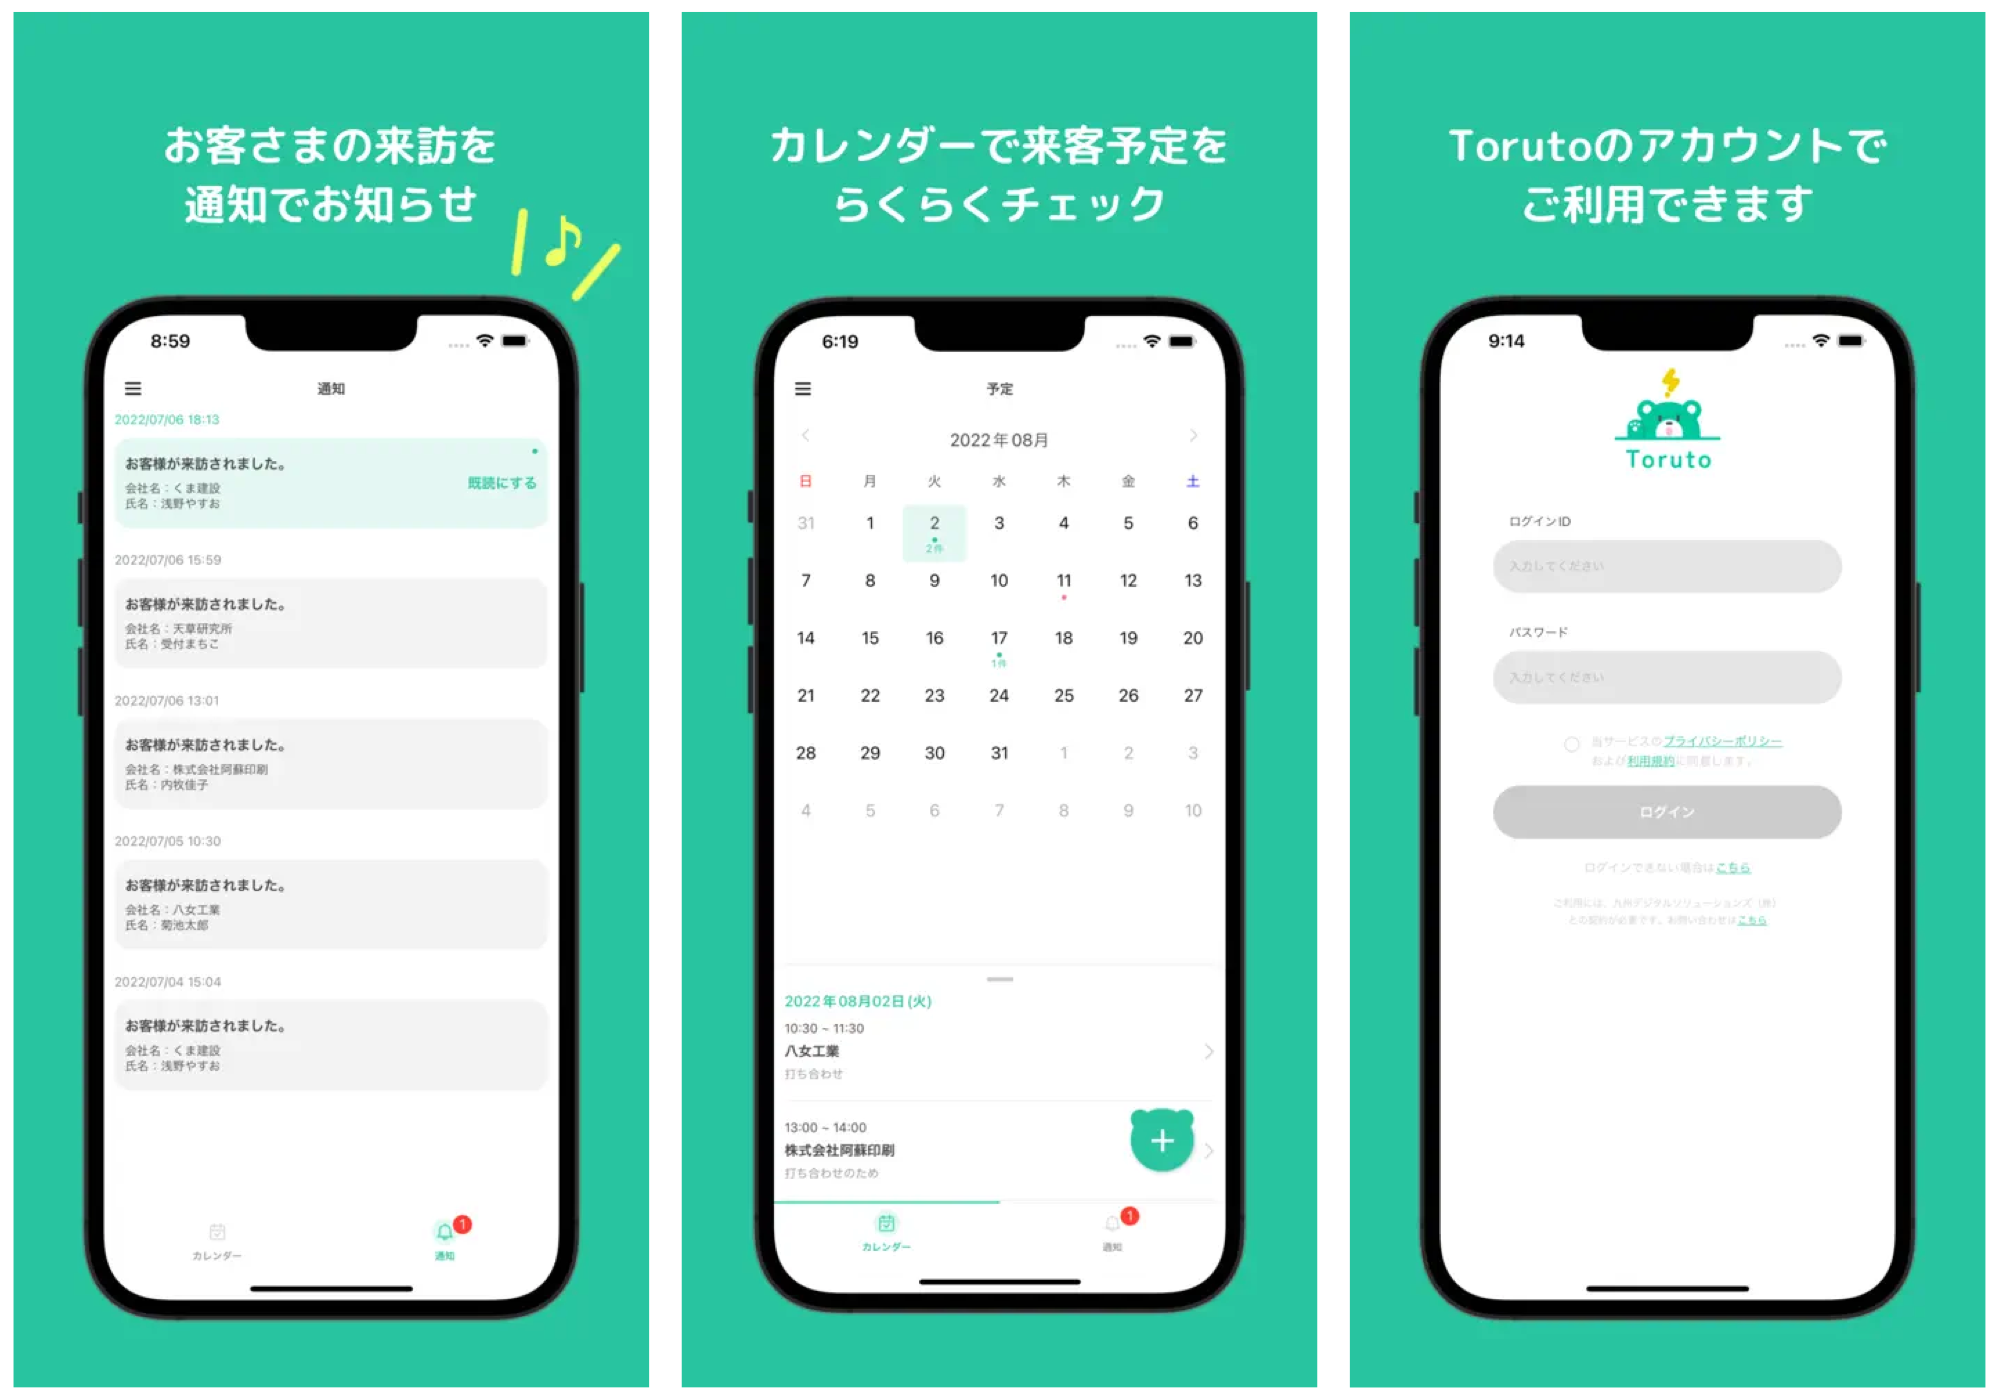 お客さまの来訪を
通知でお知らせ
8:59
通知
2022/07/06 18:13
お客様が来訪されました。
会社名：くま建設
氏名：浅野やすお
既読にする
2022/07/06 15:59
お客様が来訪されました。
会社名：天草研究所
氏名：受付まちこ
2022/07/06 13:01
お客様が来訪されました。
会社名：株式会社阿蘇印刷
氏名：内牧佳子
2022/07/05 10:30
お客様が来訪されました。
会社名：八女工業
氏名：菊池太郎
2022/07/04 15:04
お客様が来訪されました。
会社名：くま建設
氏名：浅野やすお
カレンダー
1
通知
カレンダーで来客予定を
らくらくチェック
6:19
予定
2022年08月
日 月 火 水 木 金 土
31 1 2 3 4 5 6
2件
7 8 9 10 11 12 13
14 15 16 17 18 19 20
1件
21 22 23 24 25 26 27
28 29 30 31 1 2 3
4 5 6 7 8 9 10
2022年08月02日(火)
10:30 ~ 11:30
八女工業
打ち合わせ
13:00 ~ 14:00
株式会社阿蘇印刷
打ち合わせのため
カレンダー
1
通知
Torutoのアカウントで
ご利用できます
9:14
Toruto
ログインID
入力してください
パスワード
入力してください
当サービスのプライバシーポリシー
および利用規約に同意します。
ログイン
ログインできない場合はこちら
ご利用には、九州デジタルソリューションズ（株）
との契約が必要です。お問い合わせはこちら